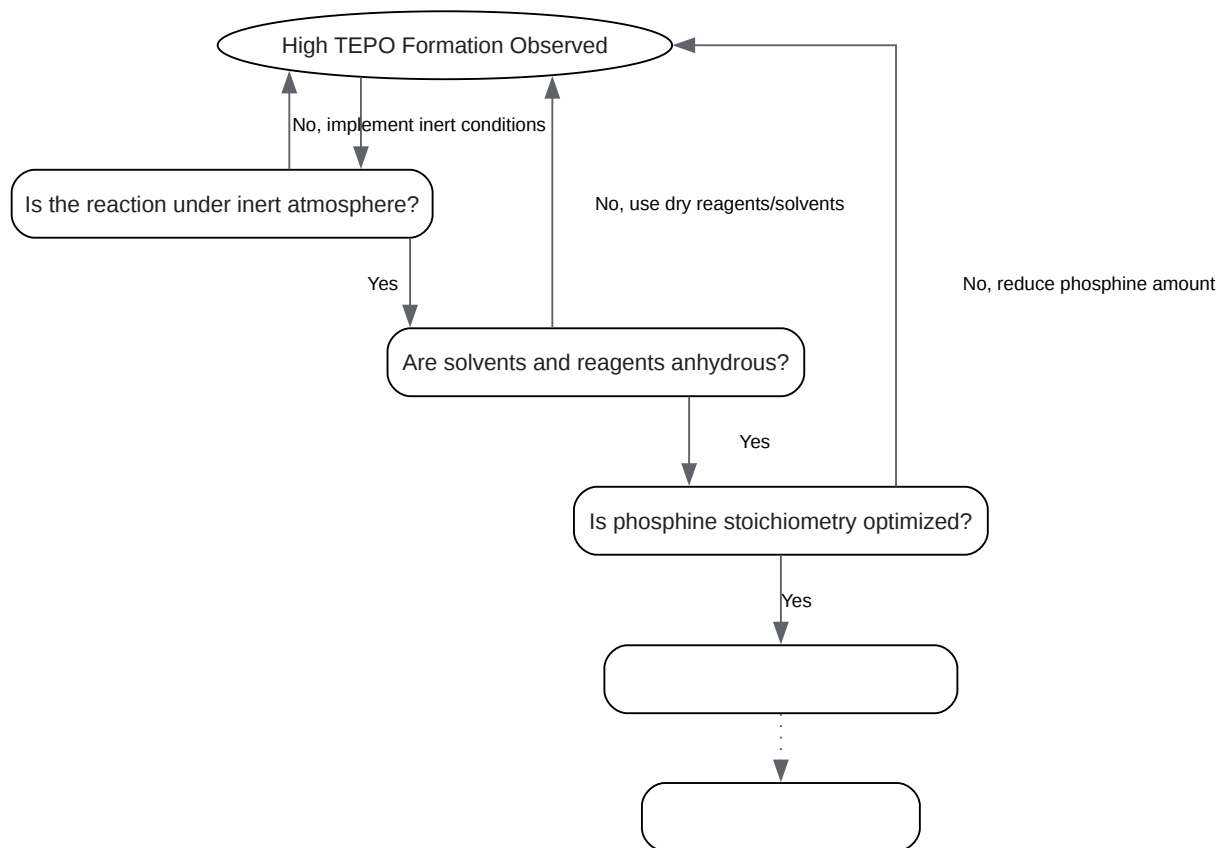 High TEPO Formation Observed
No, implement inert conditions
Is the reaction under inert atmosphere?
No, use dry reagents/solvents
Yes
No, reduce phosphine amount
Are solvents and reagents anhydrous?
Yes
Is phosphine stoichiometry optimized?
Yes